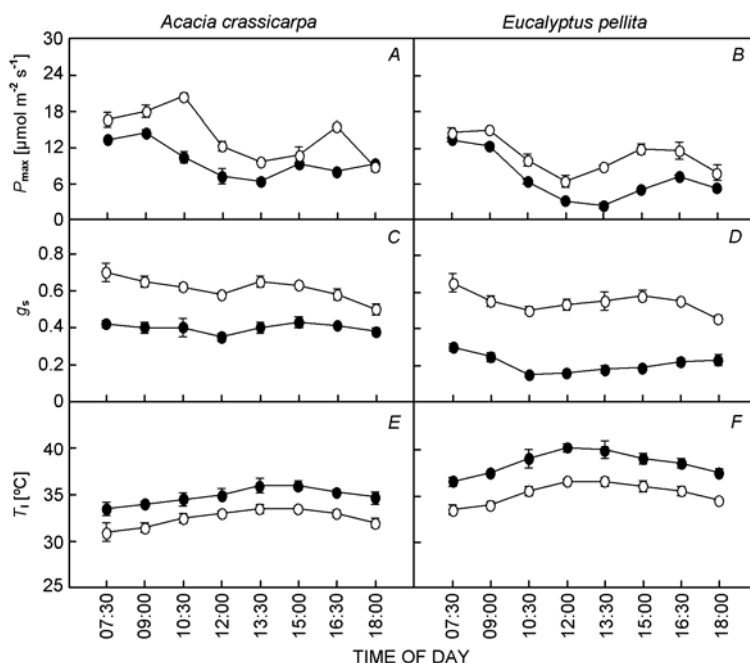 Acacia crassicarpa
Eucalyptus pellita
A
B
30
24
18
12
6
0
Pmax [µmol m-2 s-1]
C
D
0.8
0.6
0.4
0.2
0
gs
E
F
40
35
30
25
Tl [ºC]
07:30 09:00 10:30 12:00 13:30 15:00 16:30 18:00
07:30 09:00 10:30 12:00 13:30 15:00 16:30 18:00
TIME OF DAY